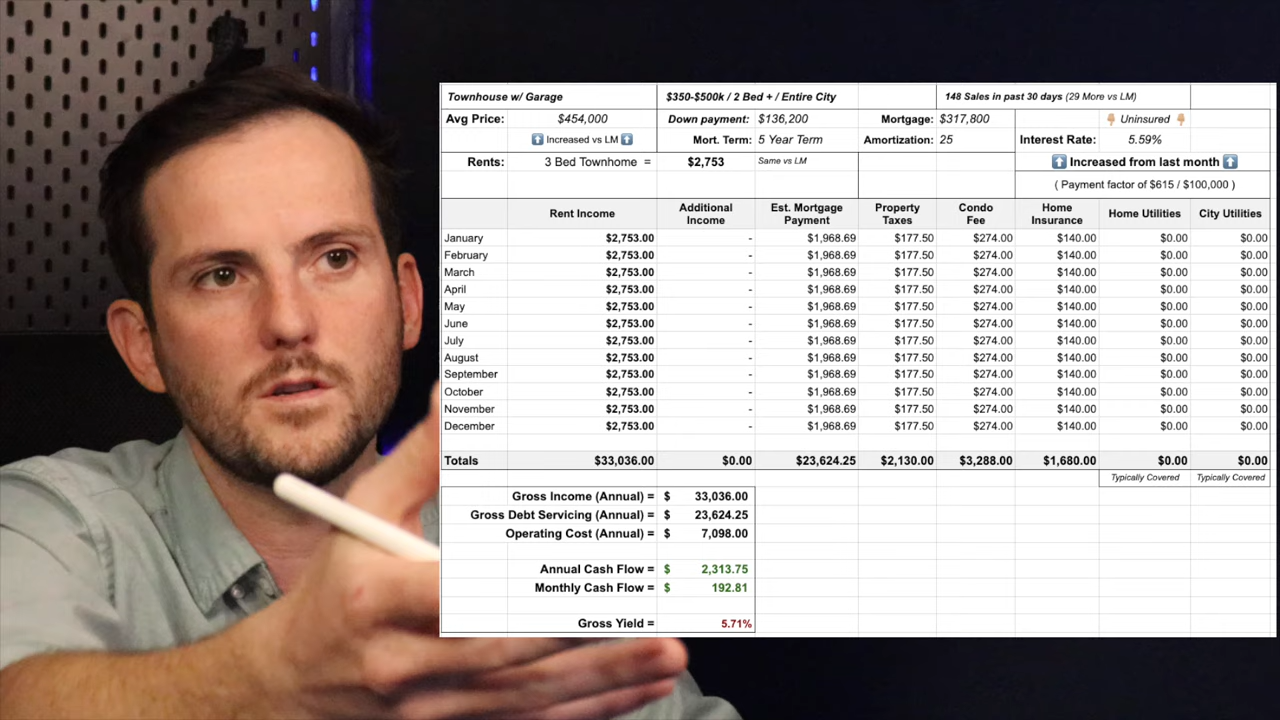 Townhouse w/ Garage $350-$500k / 2 Bed + / Entire City 148 Sales in past 30 days (29 More vs LM)
Avg Price: $454,000 Down payment: $136,200 Mortgage: $317,800 👇🏼 Uninsured 👇🏼
⬆️ Increased vs LM ⬆️ Mort. Term: 5 Year Term Amortization: 25 Interest Rate: 5.59%
Rents: 3 Bed Townhome = $2,753 Same vs LM ⬆️ Increased from last month ⬆️
( Payment factor of $615 / $100,000 )
Rent Income Additional Income Est. Mortgage Payment Property Taxes Condo Fee Home Insurance Home Utilities City Utilities
January $2,753.00 - $1,968.69 $177.50 $274.00 $140.00 $0.00 $0.00
February $2,753.00 - $1,968.69 $177.50 $274.00 $140.00 $0.00 $0.00
March $2,753.00 - $1,968.69 $177.50 $274.00 $140.00 $0.00 $0.00
April $2,753.00 - $1,968.69 $177.50 $274.00 $140.00 $0.00 $0.00
May $2,753.00 - $1,968.69 $177.50 $274.00 $140.00 $0.00 $0.00
June $2,753.00 - $1,968.69 $177.50 $274.00 $140.00 $0.00 $0.00
July $2,753.00 - $1,968.69 $177.50 $274.00 $140.00 $0.00 $0.00
August $2,753.00 - $1,968.69 $177.50 $274.00 $140.00 $0.00 $0.00
September $2,753.00 - $1,968.69 $177.50 $274.00 $140.00 $0.00 $0.00
October $2,753.00 - $1,968.69 $177.50 $274.00 $140.00 $0.00 $0.00
November $2,753.00 - $1,968.69 $177.50 $274.00 $140.00 $0.00 $0.00
December $2,753.00 - $1,968.69 $177.50 $274.00 $140.00 $0.00 $0.00
Totals $33,036.00 $0.00 $23,624.25 $2,130.00 $3,288.00 $1,680.00 $0.00 $0.00
Typically Covered Typically Covered
Gross Income (Annual) = $ 33,036.00
Gross Debt Servicing (Annual) = $ 23,624.25
Operating Cost (Annual) = $ 7,098.00
Annual Cash Flow = $ 2,313.75
Monthly Cash Flow = $ 192.81
Gross Yield = 5.71%